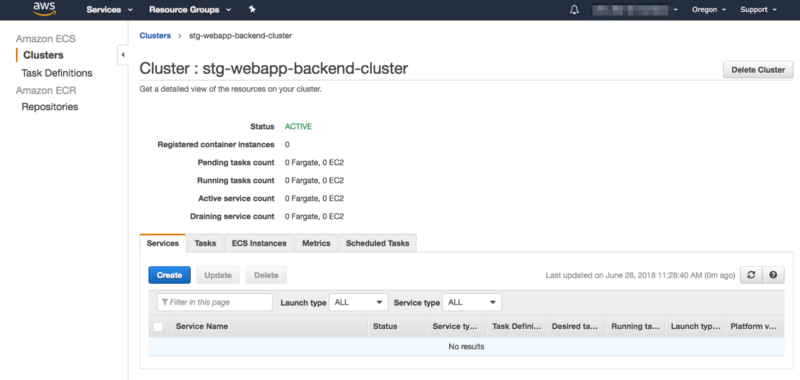 aws Services Resource Groups Oregon Support
Amazon ECS
Clusters
Task Definitions
Amazon ECR
Repositories
Clusters > stg-webapp-backend-cluster
Cluster : stg-webapp-backend-cluster
Delete Cluster
Get a detailed view of the resources on your cluster.
Status ACTIVE
Registered container instances 0
Pending tasks count 0 Fargate, 0 EC2
Running tasks count 0 Fargate, 0 EC2
Active service count 0 Fargate, 0 EC2
Draining service count 0 Fargate, 0 EC2
Services Tasks ECS Instances Metrics Scheduled Tasks
Create Update Delete Last updated on June 28, 2018 11:28:40 AM (0m ago)
Filter in this page Launch type ALL Service type ALL
Service Name Status Service ty... Task Defini... Desired ta... Running ta... Launch typ... Platform v...
No results